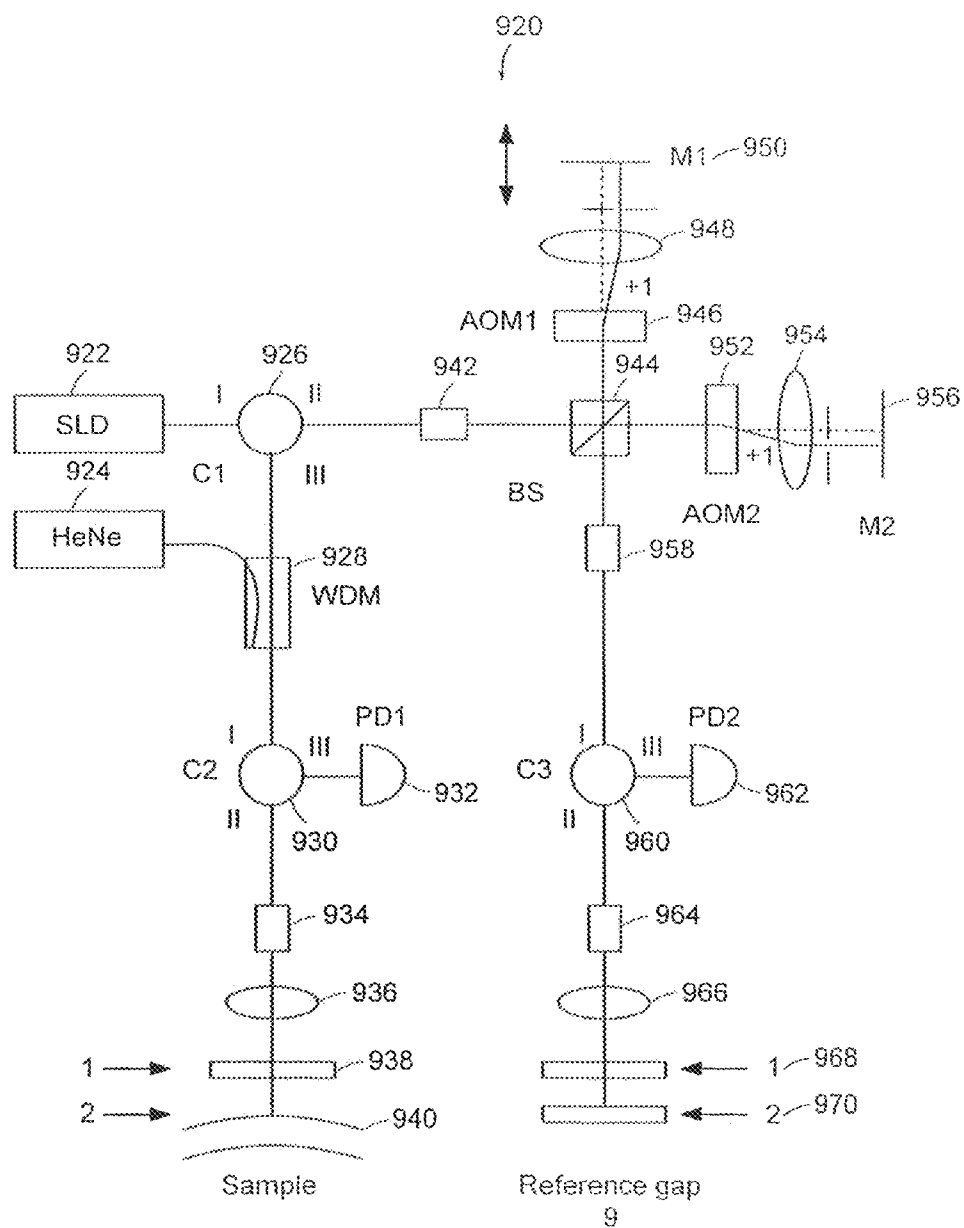 920
M1 950
948
+1
AOM1 946
922 926 942 944 952 954
I Ii 956
SLD
C1 III
924 BS +1
AOM2 M2
HeNe 928 958
WDM
PD1 PD2
I III I III
C2 C3
932 962
II 930 II 960
934 964
936 966
1 938 1 968
2 940 2 970
Sample Reference gap
9